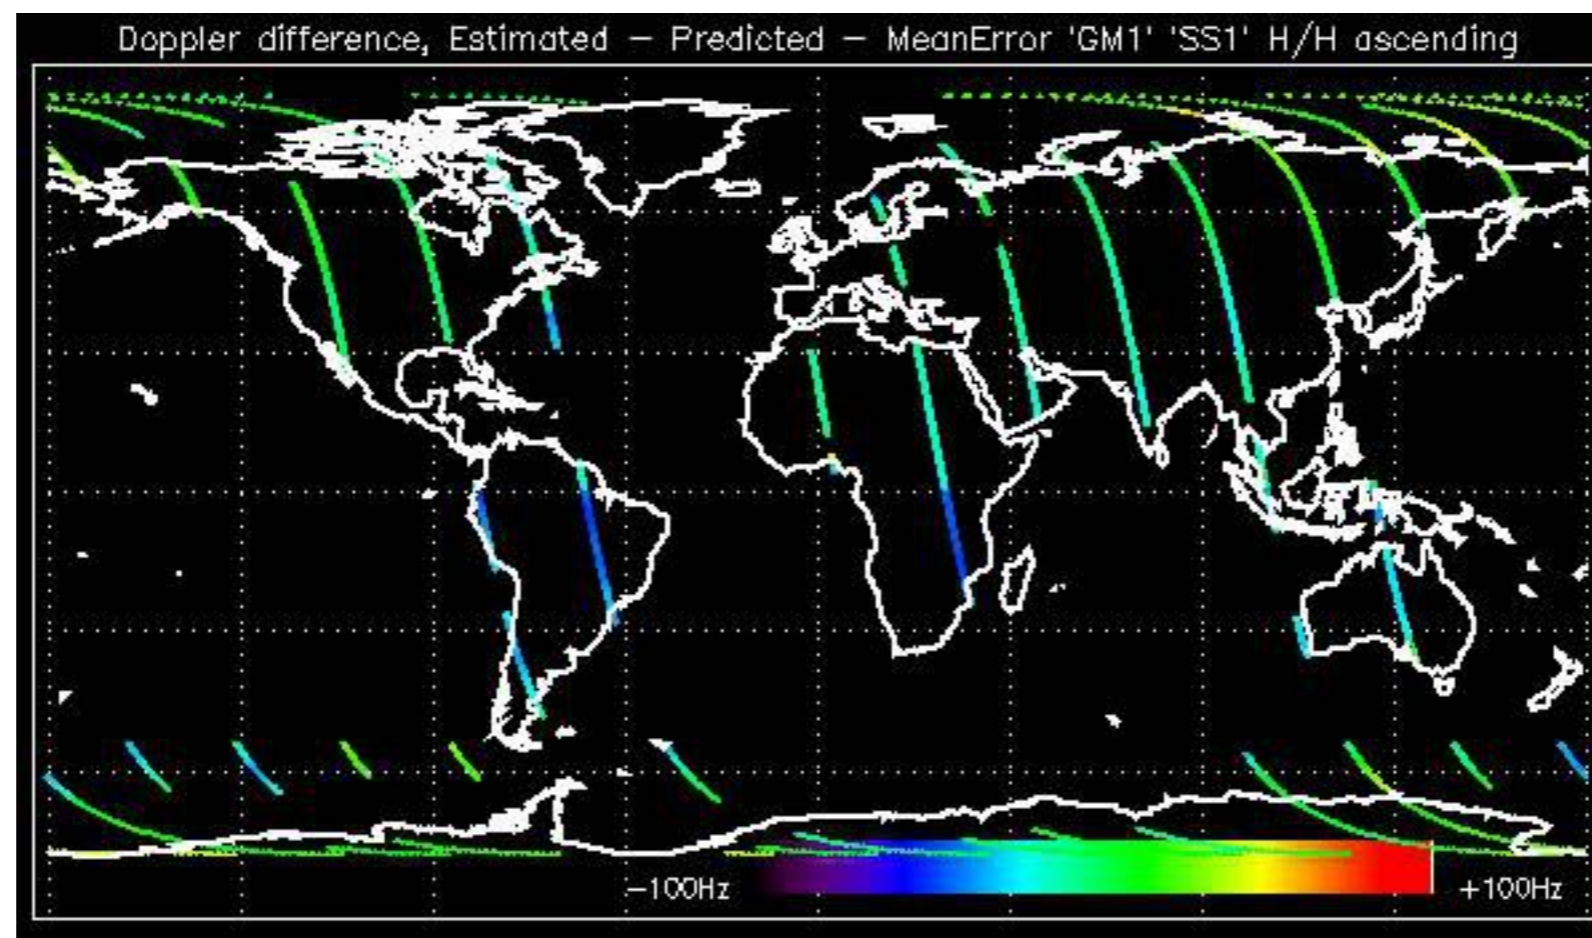 Doppler difference, Estimated – Predicted – MeanError 'GM1' 'SS1' H/H ascending
–100Hz
+100Hz